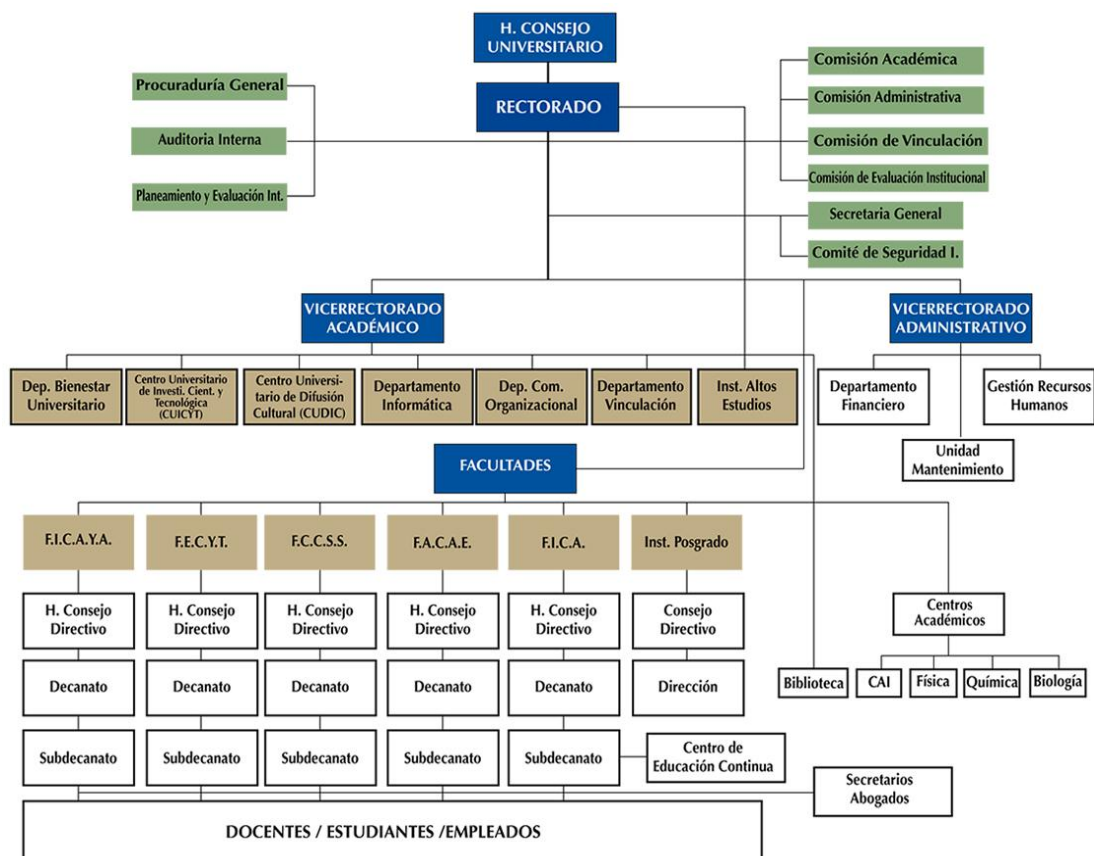 H. CONSEJO
UNIVERSITARIO
RECTORADO
Procuraduría General
Auditoria Interna
Planeamiento y Evaluación Int.
Comisión Académica
Comisión Administrativa
Comisión de Vinculación
Comisión de Evaluación Institucional
Secretaria General
Comité de Seguridad I.
VICERRECTORADO
ACADÉMICO
VICERRECTORADO
ADMINISTRATIVO
Dep. Bienestar
Universitario
Centro Universitario
de Investi. Cient. y
Tecnológica
(CUICYT)
Centro Universi-
tario de Difusión
Cultural (CUDIC)
Departamento
Informática
Dep. Com.
Organizacional
Departamento
Vinculación
Inst. Altos
Estudios
Departamento
Financiero
Gestión Recursos
Humanos
Unidad
Mantenimiento
FACULTADES
F.I.C.A.Y.A.
F.E.C.Y.T.
F.C.C.S.S.
F.A.C.A.E.
F.I.C.A.
Inst. Posgrado
H. Consejo
Directivo
H. Consejo
Directivo
H. Consejo
Directivo
H. Consejo
Directivo
H. Consejo
Directivo
Consejo
Directivo
Centros
Académicos
Decanato
Decanato
Decanato
Decanato
Decanato
Dirección
Biblioteca
CAI
Física
Química
Biología
Subdecanato
Subdecanato
Subdecanato
Subdecanato
Subdecanato
Centro de
Educación Continua
Secretarios
Abogados
DOCENTES / ESTUDIANTES /EMPLEADOS